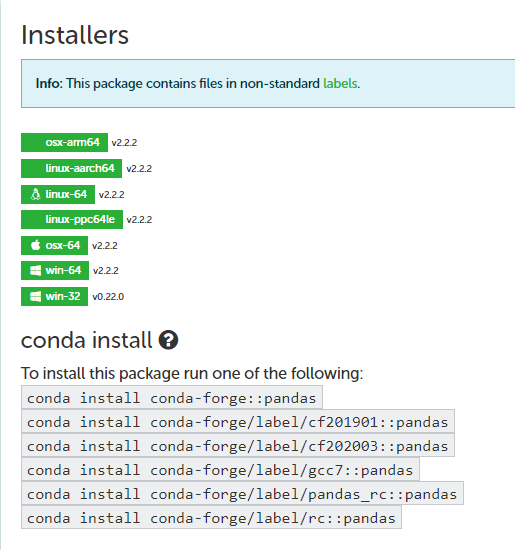 Installers
Info: This package contains files in non-standard labels.
osx-arm64 v2.2.2
linux-aarch64 v2.2.2
linux-64 v2.2.2
linux-ppc64le v2.2.2
osx-64 v2.2.2
win-64 v2.2.2
win-32 v0.22.0
conda install ?
To install this package run one of the following:
conda install conda-forge::pandas
conda install conda-forge/label/cf201901::pandas
conda install conda-forge/label/cf202003::pandas
conda install conda-forge/label/gcc7::pandas
conda install conda-forge/label/pandas_rc::pandas
conda install conda-forge/label/rc::pandas